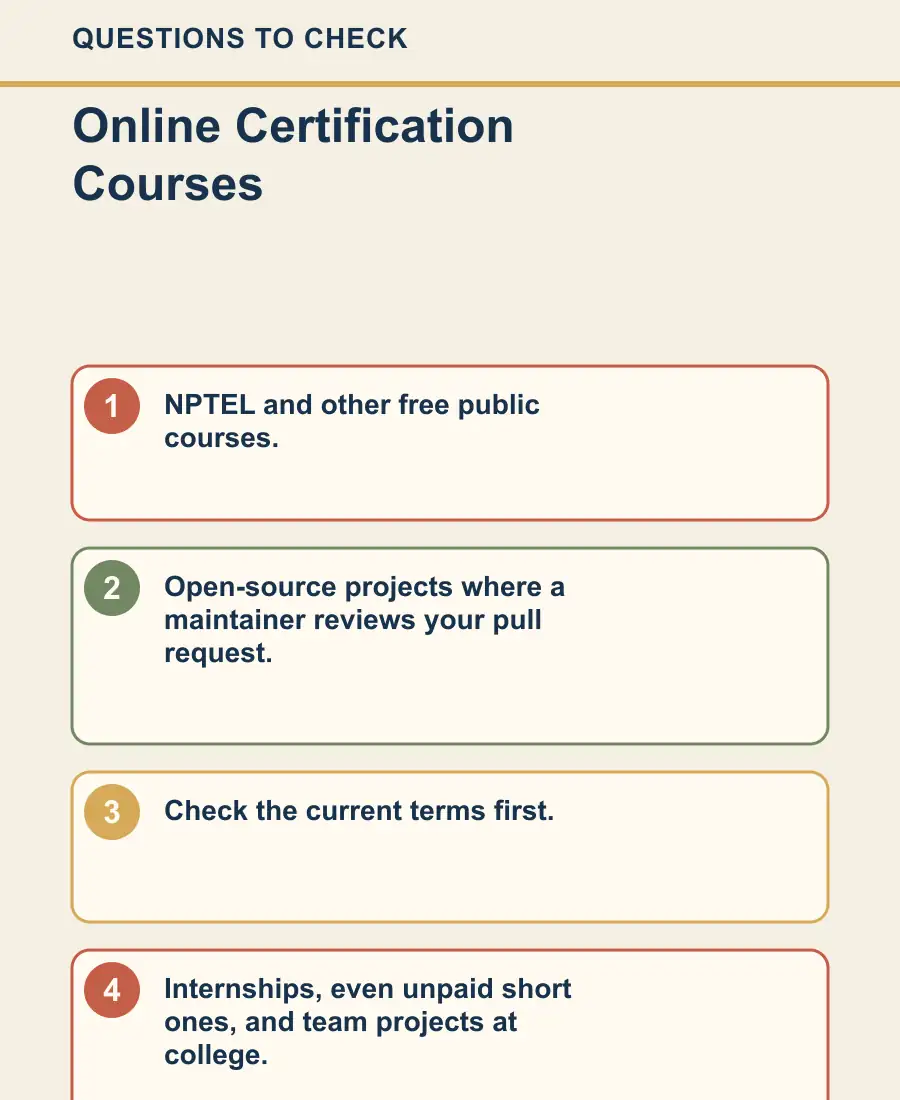 QUESTIONS TO CHECK
Online Certification
Courses
1
NPTEL and other free public
courses.
2
Open-source projects where a
maintainer reviews your pull
request.
3
Check the current terms first.
4
Internships, even unpaid short
ones, and team projects at
college.